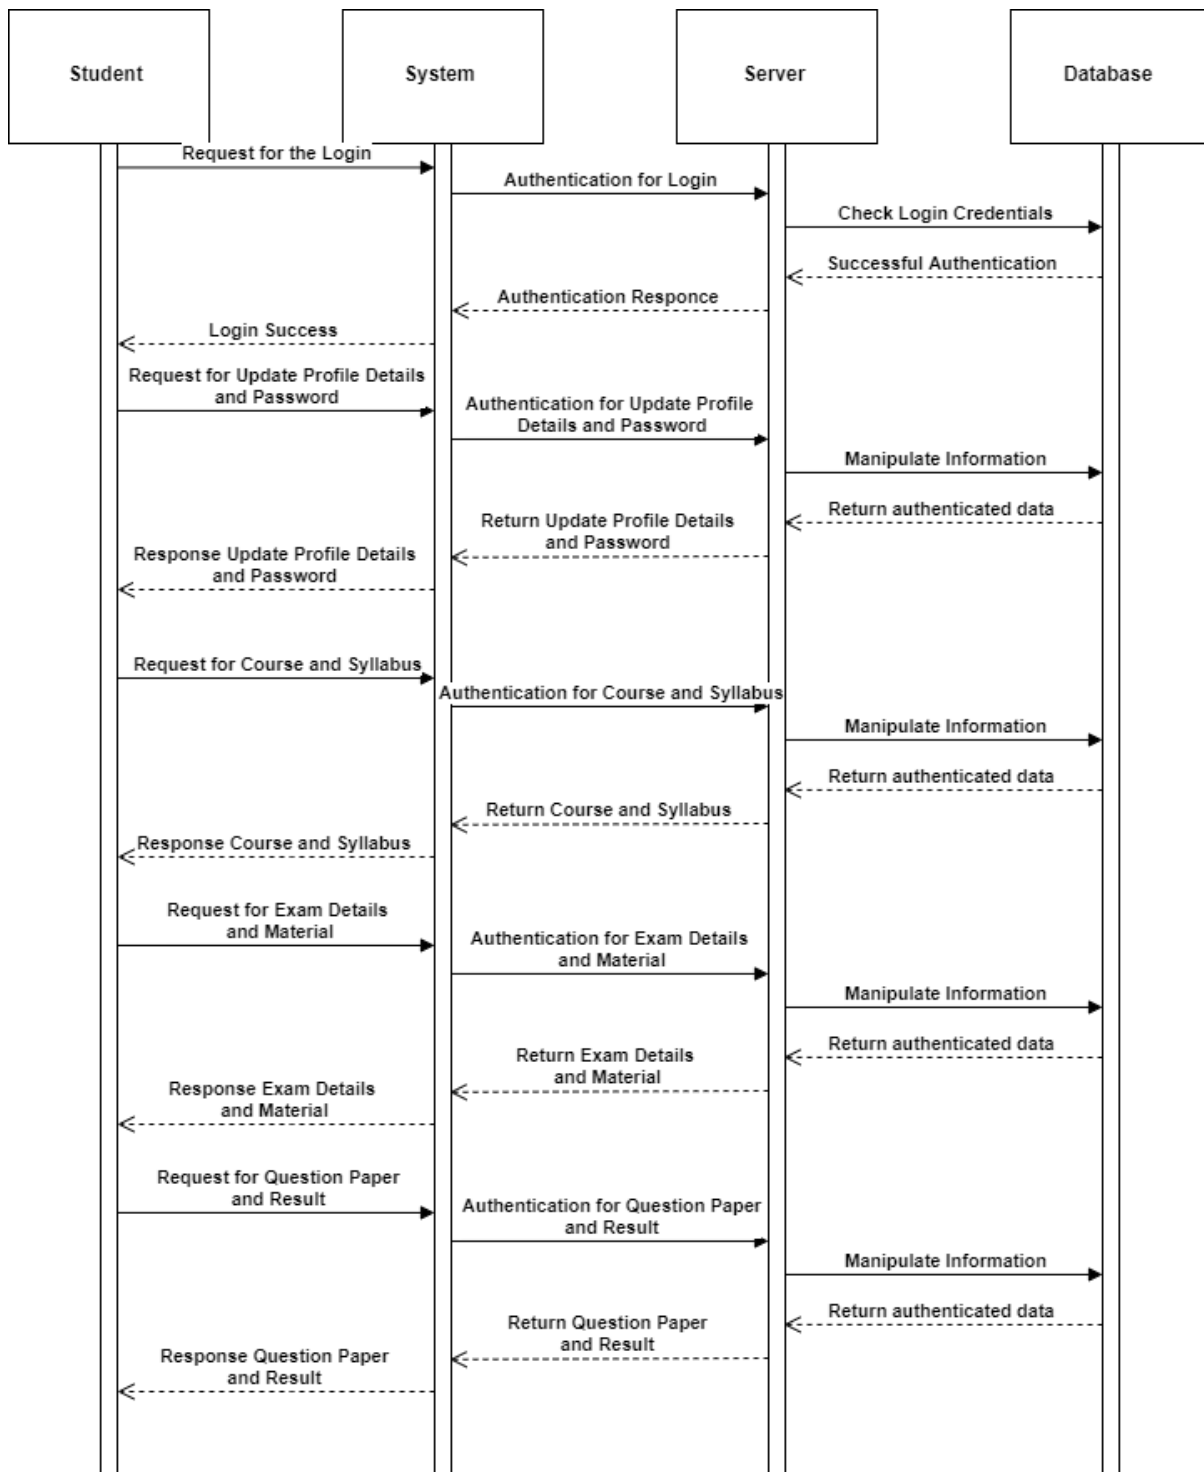 Student
System
Server
Database
Request for the Login
Authentication for Login
Check Login Credentials
Successful Authentication
Authentication Responce
Login Success
Request for Update Profile Details
and Password
Authentication for Update Profile
Details and Password
Manipulate Information
Return authenticated data
Return Update Profile Details
and Password
Response Update Profile Details
and Password
Request for Course and Syllabus
Authentication for Course and Syllabus
Manipulate Information
Return authenticated data
Return Course and Syllabus
Response Course and Syllabus
Request for Exam Details
and Material
Authentication for Exam Details
and Material
Manipulate Information
Return authenticated data
Return Exam Details
and Material
Response Exam Details
and Material
Request for Question Paper
and Result
Authentication for Question Paper
and Result
Manipulate Information
Return authenticated data
Return Question Paper
and Result
Response Question Paper
and Result